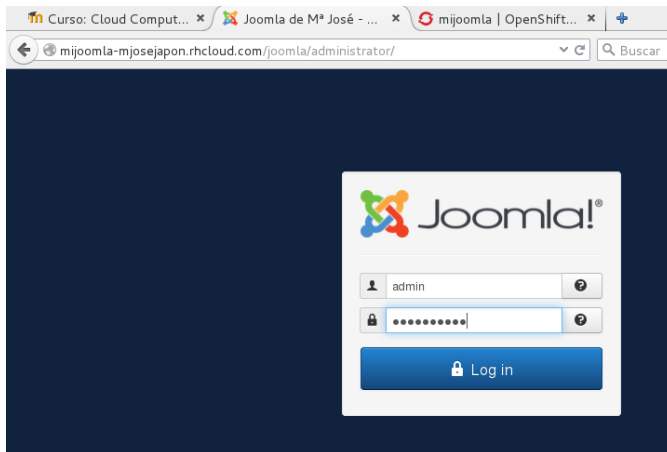 Curso: Cloud Comput... Joomla de Mª José - ... mijoomla | OpenShift...
mijoomla-mjosejapon.rhcloud.com/joomla/administrator/ Buscar
Joomla!®
admin
Log in